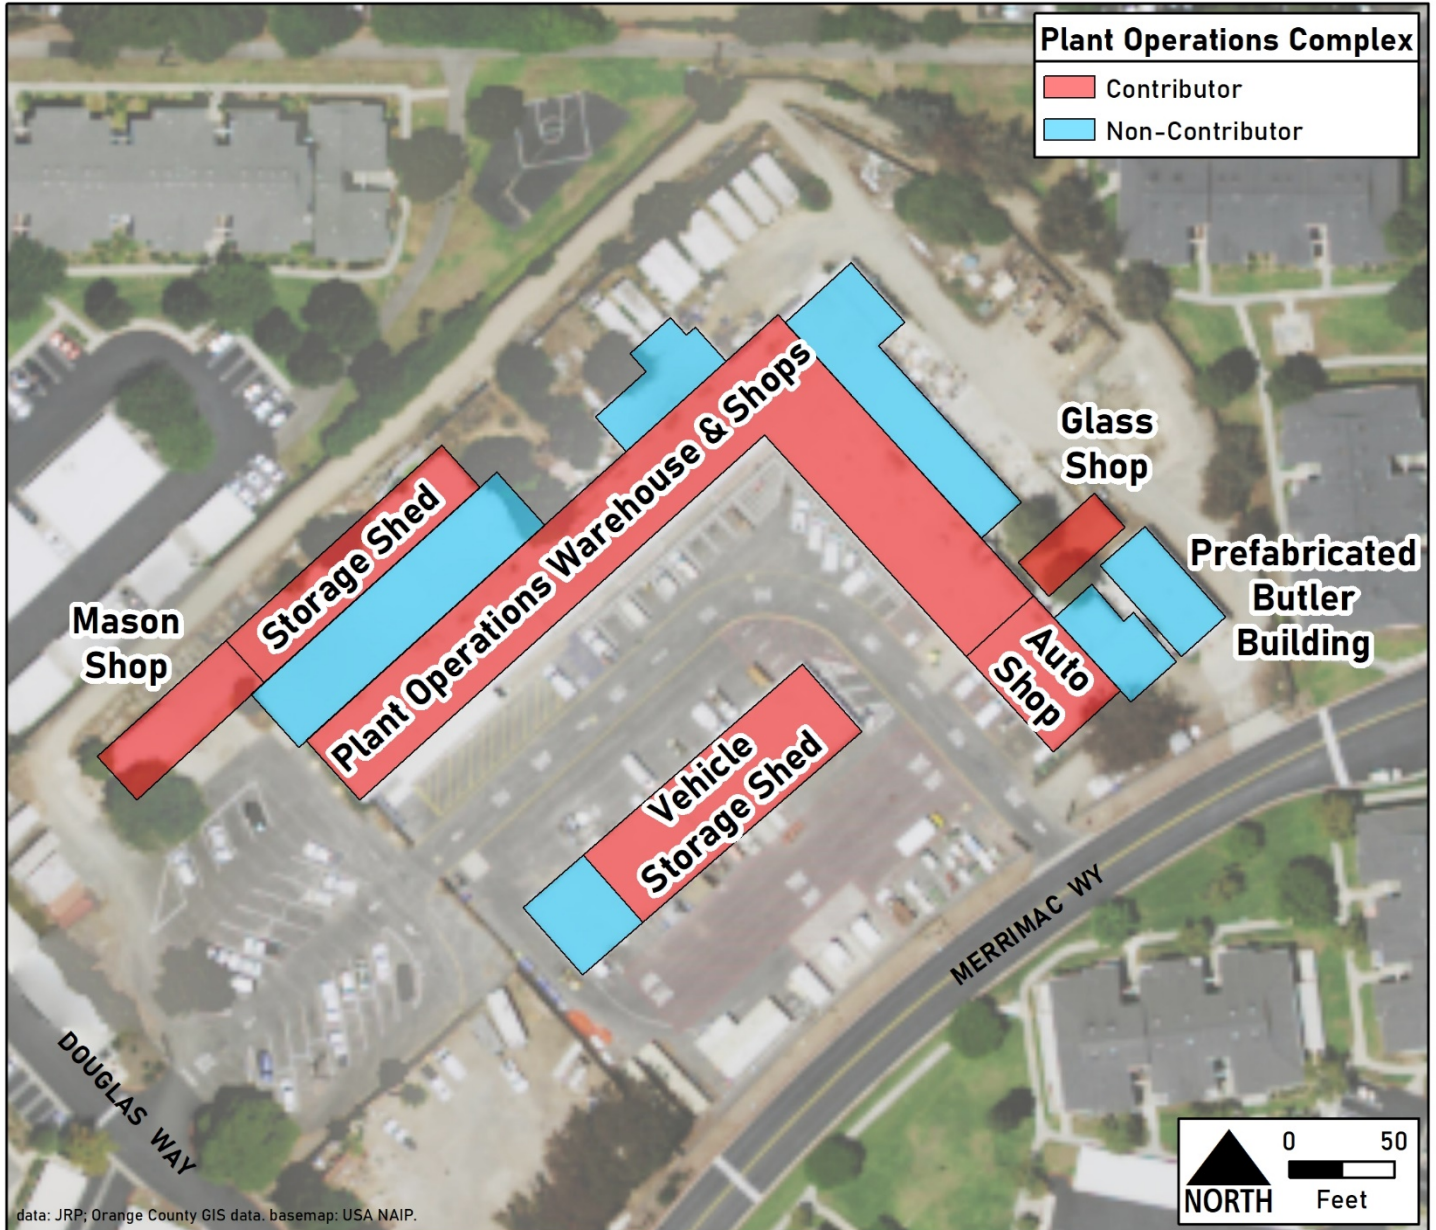 Plant Operations Complex
Contributor
Non-Contributor
Glass
Shop
Plant Operations Warehouse & Shops
Storage Shed
Prefabricated
Butler
Building
Mason
Shop
Auto
Shop
Vehicle
Storage Shed
MERRIMAC WY
DOUGLAS WAY
0 50
NORTH
Feet
data: JRP; Orange County GIS data. basemap: USA NAIP.